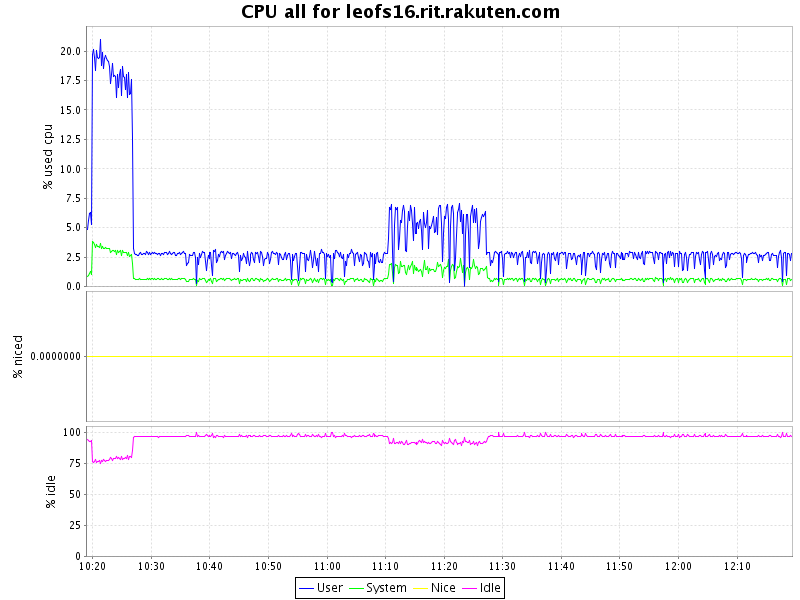 CPU all for leofs16.rit.rakuten.com
% used cpu
20.0
17.5
15.0
12.5
10.0
7.5
5.0
2.5
0.0
% niced
0.0000000
% idle
100
75
50
25
0
10:20 10:30 10:40 10:50 11:00 11:10 11:20 11:30 11:40 11:50 12:00 12:10
User System Nice Idle